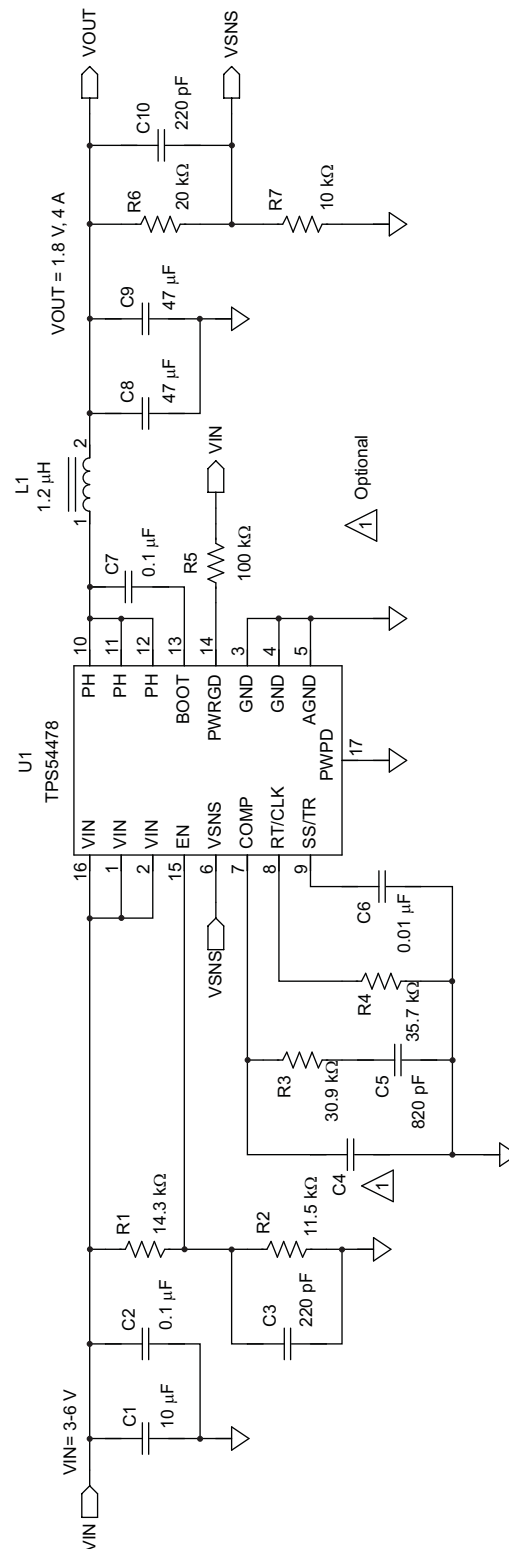 VIN
VIN= 3-6 V
C1
10 µF
C2
0.1 µF
R1
14.3 kΩ
C3
220 pF
R2
11.5 kΩ
C4
1
R3
30.9 kΩ
C5
820 pF
R4
35.7 kΩ
C6
0.01 µF
VSNS
U1
TPS54478
16
VIN
1
VIN
2
VIN
15
EN
6
VSNS
7
COMP
8
RT/CLK
9
SS/TR
PH
10
PH
11
PH
12
BOOT
13
PWRGD
14
GND
3
GND
4
AGND
5
PWPD
17
C7
0.1 µF
R5
100 kΩ
VIN
L1
1.2 µH
1
2
1
Optional
C8
47 µF
C9
47 µF
VOUT = 1.8 V, 4 A
R6
20 kΩ
C10
220 pF
R7
10 kΩ
VOUT
VSNS